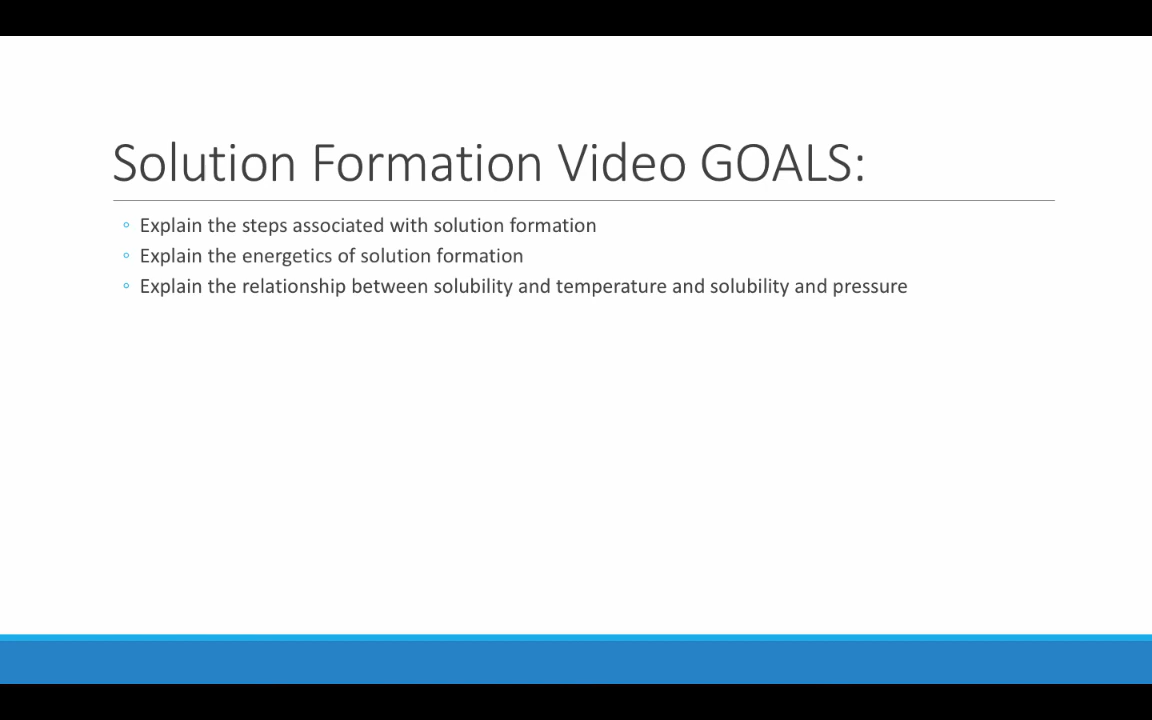 Solution Formation Video GOALS:
◦ Explain the steps associated with solution formation
◦ Explain the energetics of solution formation
◦ Explain the relationship between solubility and temperature and solubility and pressure